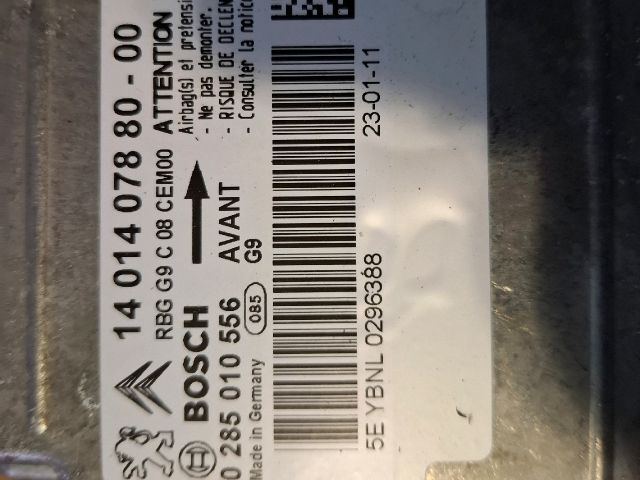 14 014 078 80 - 00
RBG G9 C 08 CEM00
BOSCH
0 285 010 556
AVANT
Made in Germany
085
G9
ATTENTION
Airbag(s) et pretensi
- Ne pas demonter.
- RISQUE DE DECLEN
- Consulter la notice
23-01-11
5E YBNL 0296388